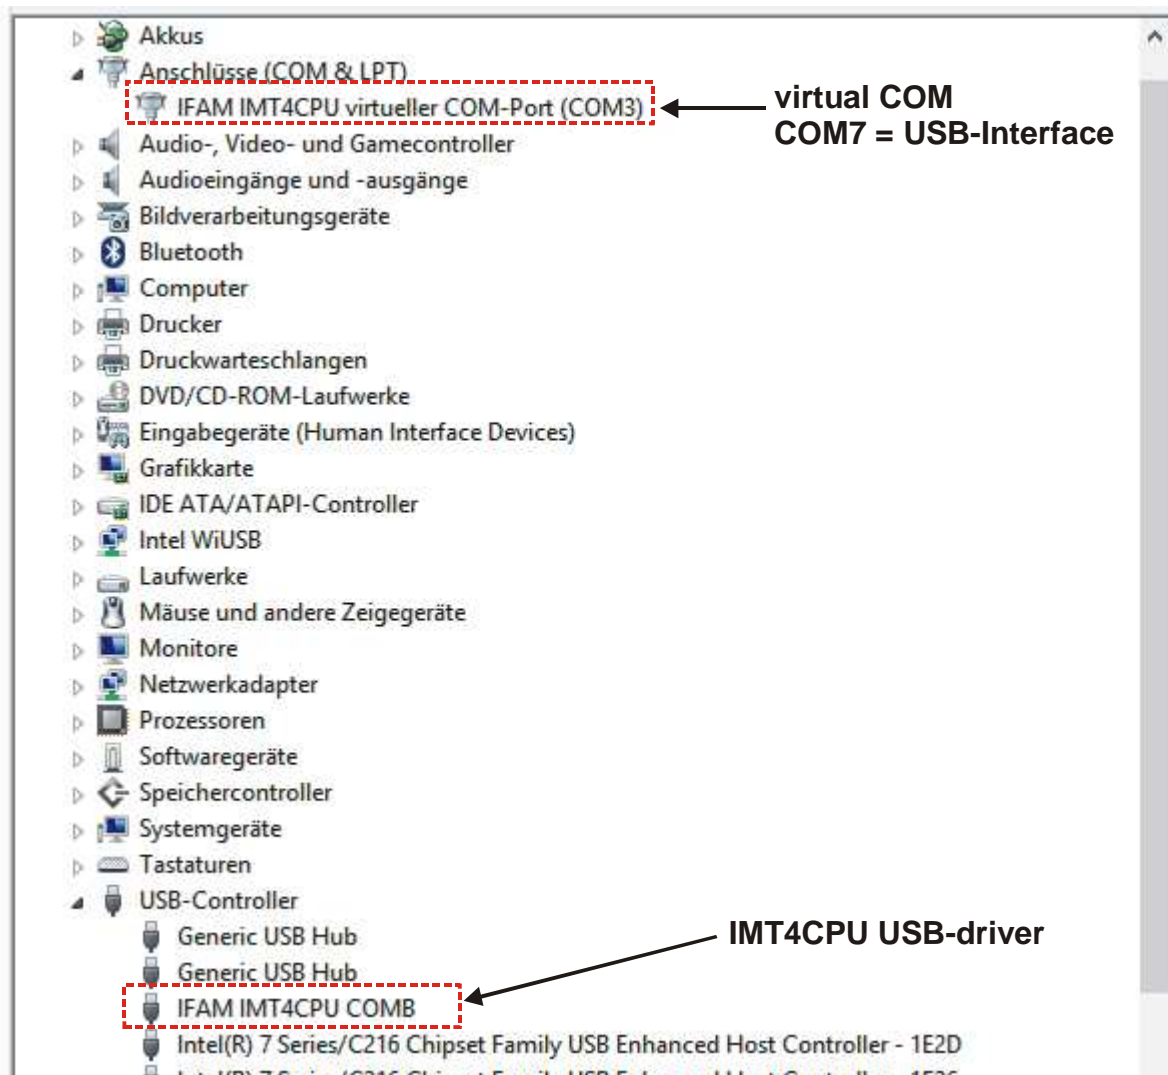 Akkus
Anschlüsse (COM & LPT)
IFAM IMT4CPU virtueller COM-Port (COM3)
virtual COM
COM7 = USB-Interface
Audio-, Video- und Gamecontroller
Audioeingänge und -ausgänge
Bildverarbeitungsgeräte
Bluetooth
Computer
Drucker
Druckwarteschlangen
DVD/CD-ROM-Laufwerke
Eingabegeräte (Human Interface Devices)
Grafikkarte
IDE ATA/ATAPI-Controller
Intel WiUSB
Laufwerke
Mäuse und andere Zeigegeräte
Monitore
Netzwerkadapter
Prozessoren
Softwaregeräte
Speichercontroller
Systemgeräte
Tastaturen
USB-Controller
Generic USB Hub
IMT4CPU USB-driver
Generic USB Hub
IFAM IMT4CPU COMB
Intel(R) 7 Series/C216 Chipset Family USB Enhanced Host Controller - 1E2D